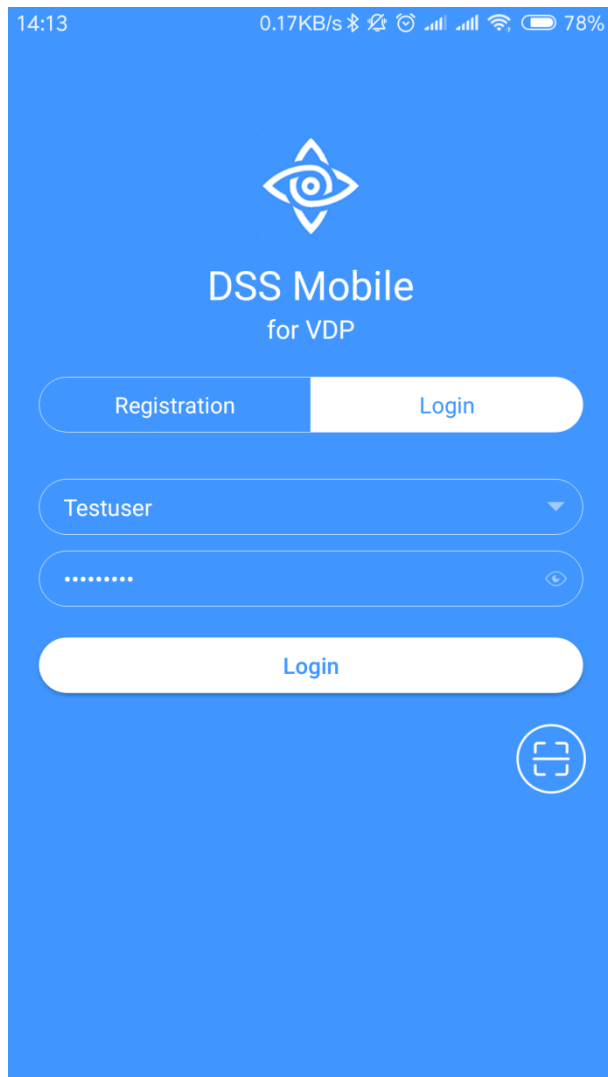 14:13 0.17KB/s 78%
DSS Mobile
for VDP
Registration Login
Testuser
•••••••••
Login